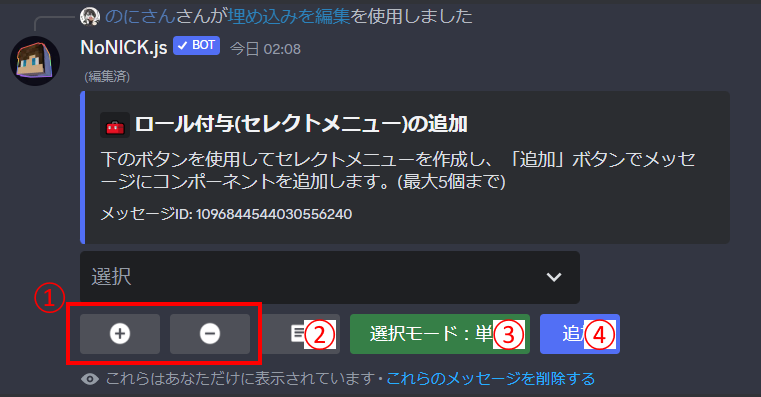 のにさんさんが埋め込みを編集を使用しました
NoNICK.js ✓ BOT 今日 02:08
(編集済)
ロール付与(セレクトメニュー)の追加
下のボタンを使用してセレクトメニューを作成し、「追加」ボタンでメッセ
ージにコンポーネントを追加します。(最大5個まで)
メッセージID: 1096844544030556240
選択
①
② 選択モード：単 ③ 追 ④
これらはあなただけに表示されています・これらのメッセージを削除する